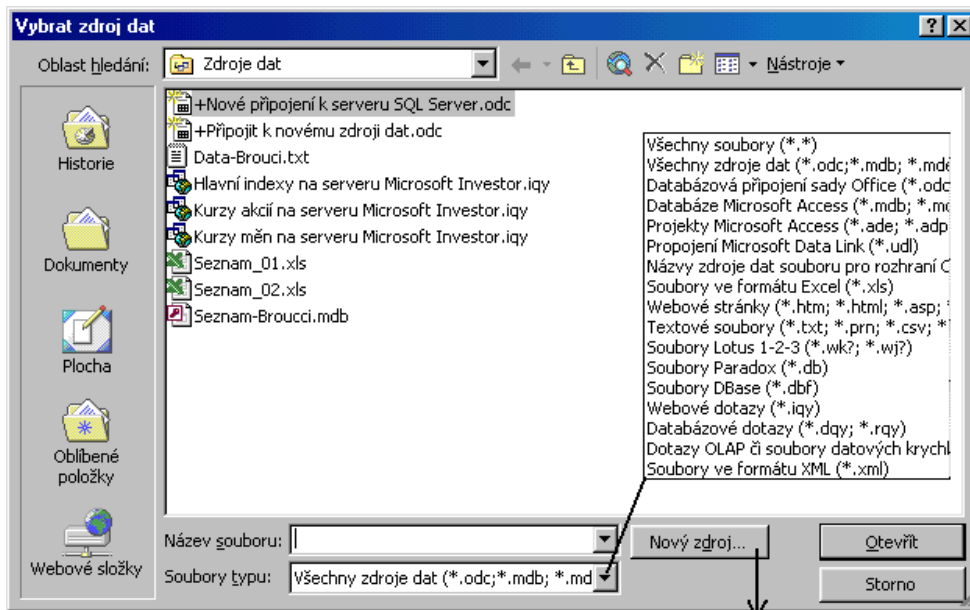 Vybrat zdroj dat
Oblast hledání: Zdroje dat Nástroje
+Nové připojení k serveru SQL Server.odc
+Připojit k novému zdroji dat.odc
Data-Brouci.txt
Hlavní indexy na serveru Microsoft Investor.iqy
Kurzy akcií na serveru Microsoft Investor.iqy
Kurzy měn na serveru Microsoft Investor.iqy
Seznam_01.xls
Seznam_02.xls
Seznam-Broucci.mdb
Historie
Dokumenty
Plocha
Oblíbené
položky
Webové složky
Všechny soubory (*.*)
Všechny zdroje dat (*.odc;*.mdb; *.mde
Databázová připojení sady Office (*.odc
Databáze Microsoft Access (*.mdb; *.md
Projekty Microsoft Access (*.ade; *.adp
Propojení Microsoft Data Link (*.udl)
Názvy zdroje dat souboru pro rozhraní
Soubory ve formátu Excel (*.xls)
Webové stránky (*.htm; *.html; *.asp; *
Textové soubory (*.txt; *.prn; *.csv; *
Soubory Lotus 1-2-3 (*.wk?; *.wj?)
Soubory Paradox (*.db)
Soubory DBase (*.dbf)
Webové dotazy (*.iqy)
Databázové dotazy (*.dqy; *.rqy)
Dotazy OLAP či soubory datových krychl
Soubory ve formátu XML (*.xml)
Název souboru: Nový zdroj... Otevřít
Soubory typu: Všechny zdroje dat (*.odc;*.mdb; *.md Storno